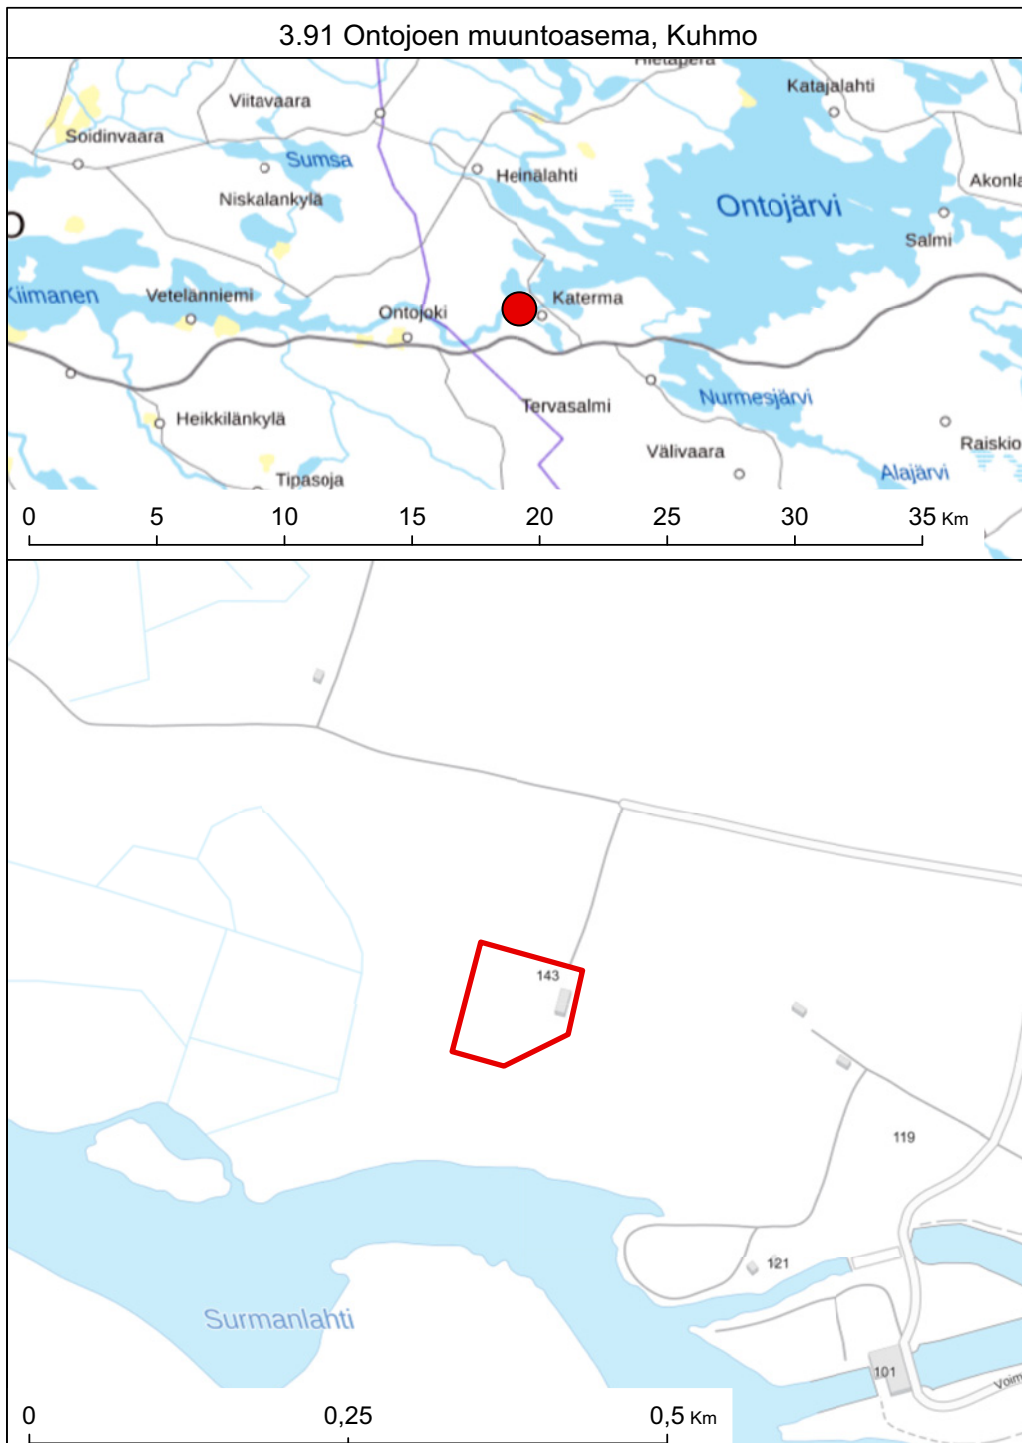 3.91 Ontojoen muuntoasema, Kuhmo
Hietaperä
Viitavaara
Katajalahti
Soidinvaara
Sumsa
Heinälahti
Akonla
Niskalankylä
Ontojärvi
O
Salmi
Kiimanen
Vetelänniemi
Katerma
Ontojoki
Nurmesjärvi
Tervasalmi
Heikkilänkylä
Raiskio
Välivaara
Alajärvi
Tipasoja
0 5 10 15 20 25 30 35 Km
143
119
121
Surmanlahti
101
Voim
0 0,25 0,5 Km